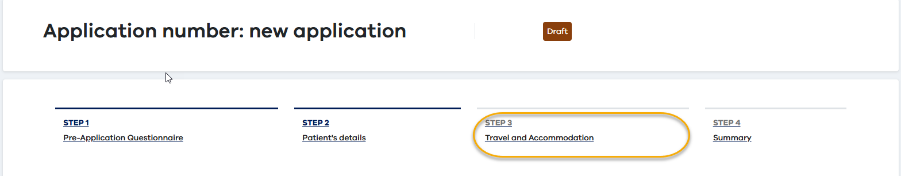 Application number: new application
Draft
STEP 1
Pre-Application Questionnaire
STEP 2
Patient's details
STEP 3
Travel and Accommodation
STEP 4
Summary